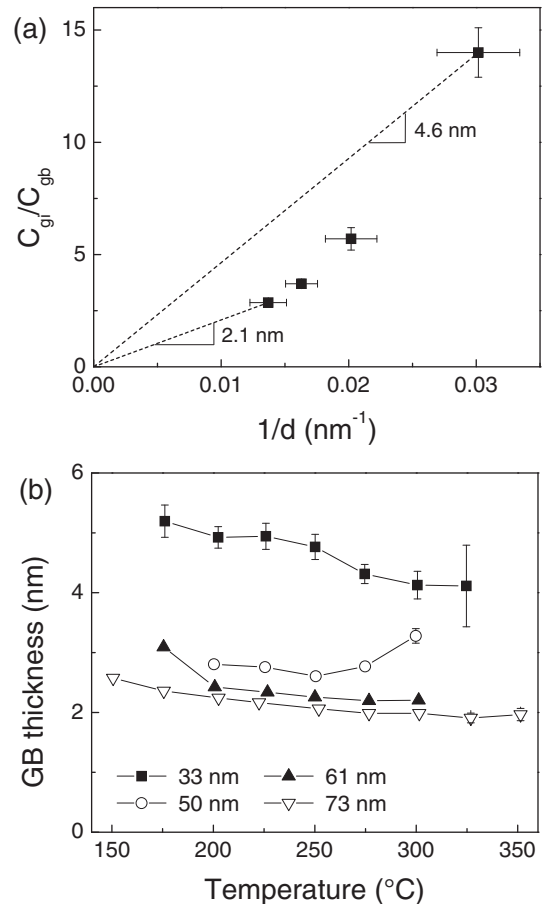 (a)
15
10
5
0
C_gi/C_gb
4.6 nm
2.1 nm
0.00 0.01 0.02 0.03
1/d (nm⁻¹)
(b)
6
4
2
0
GB thickness (nm)
33 nm 61 nm
50 nm 73 nm
150 200 250 300 350
Temperature (°C)